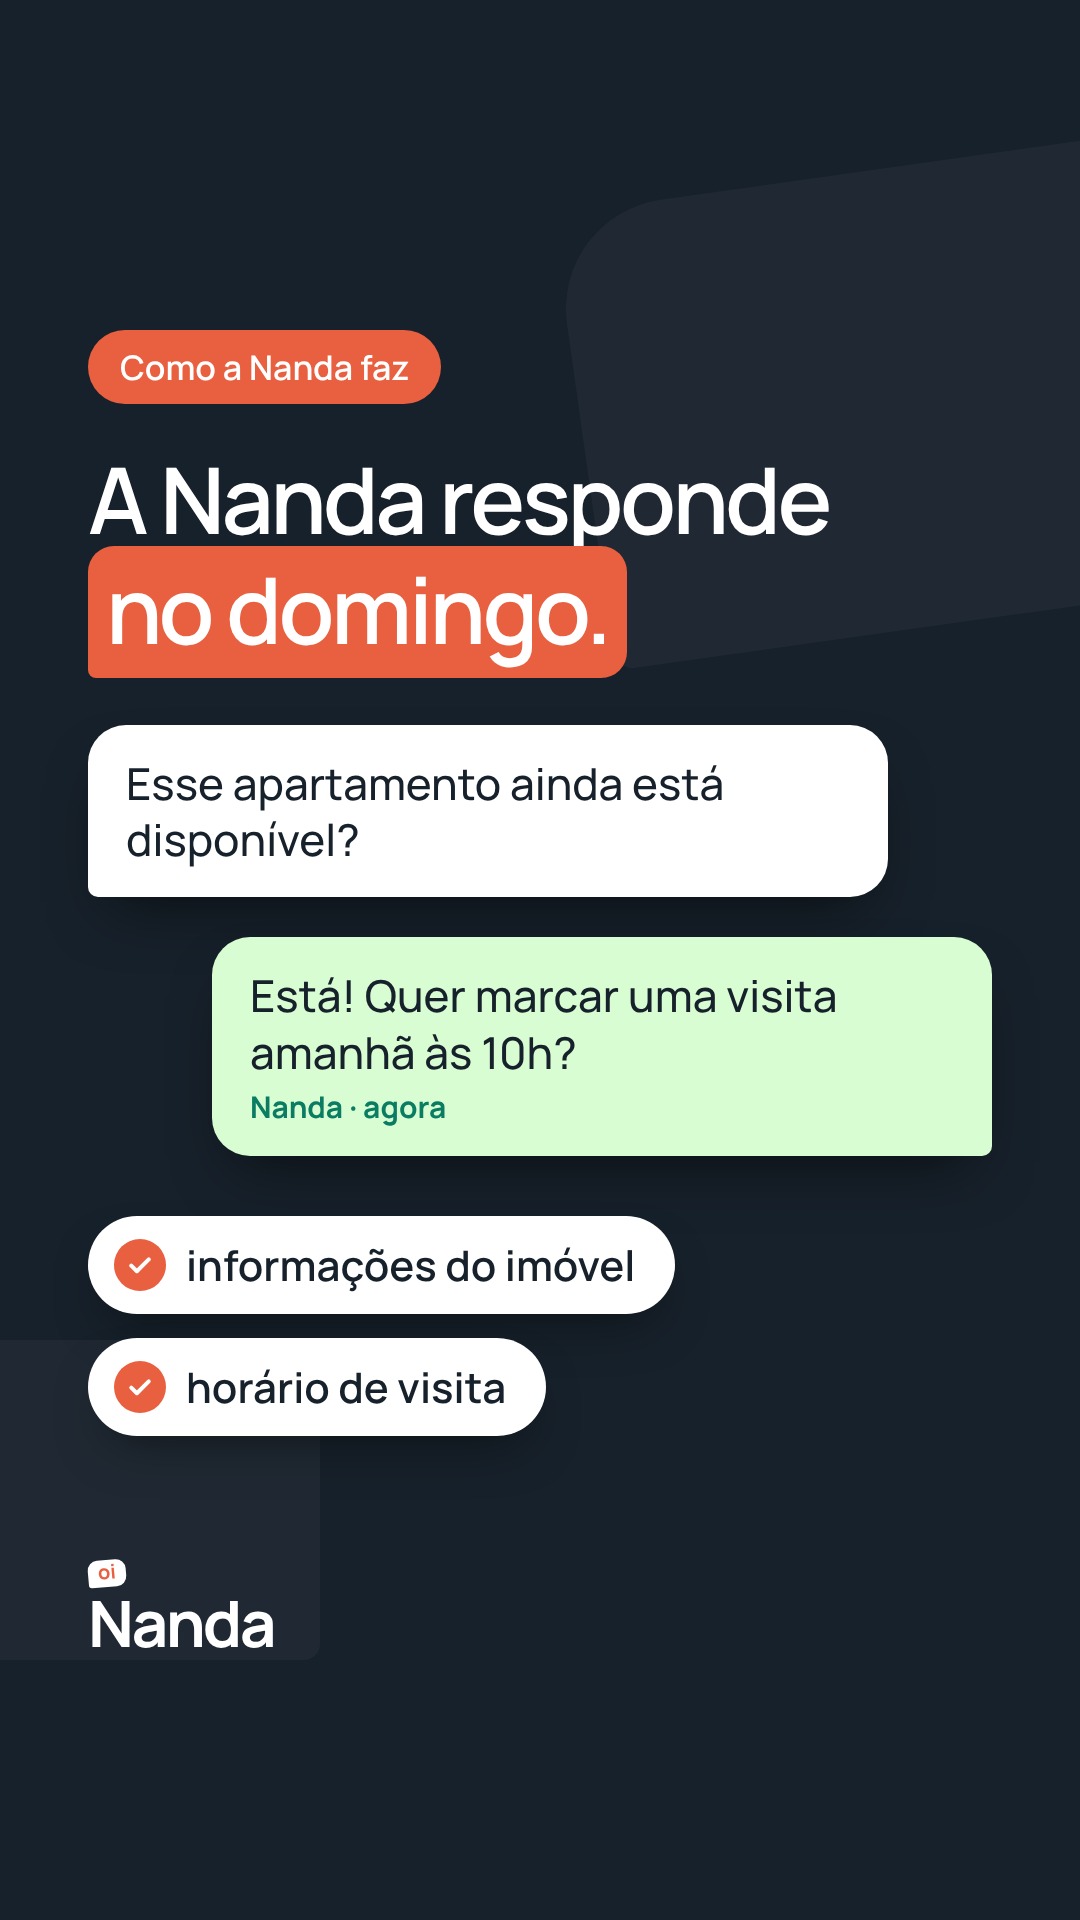 Como a Nanda faz
A Nanda responde
no domingo.
Esse apartamento ainda está
disponível?
Está! Quer marcar uma visita
amanhã às 10h?
Nanda · agora
informações do imóvel
horário de visita
oi
Nanda